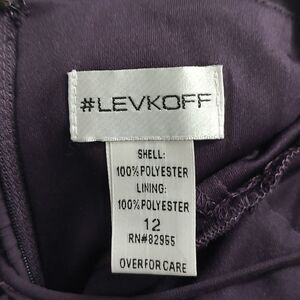 #LEVKOFF
SHELL:
100%POLYESTER
LINING:
100%POLYESTER
12
RN#82955
OVER FOR CARE